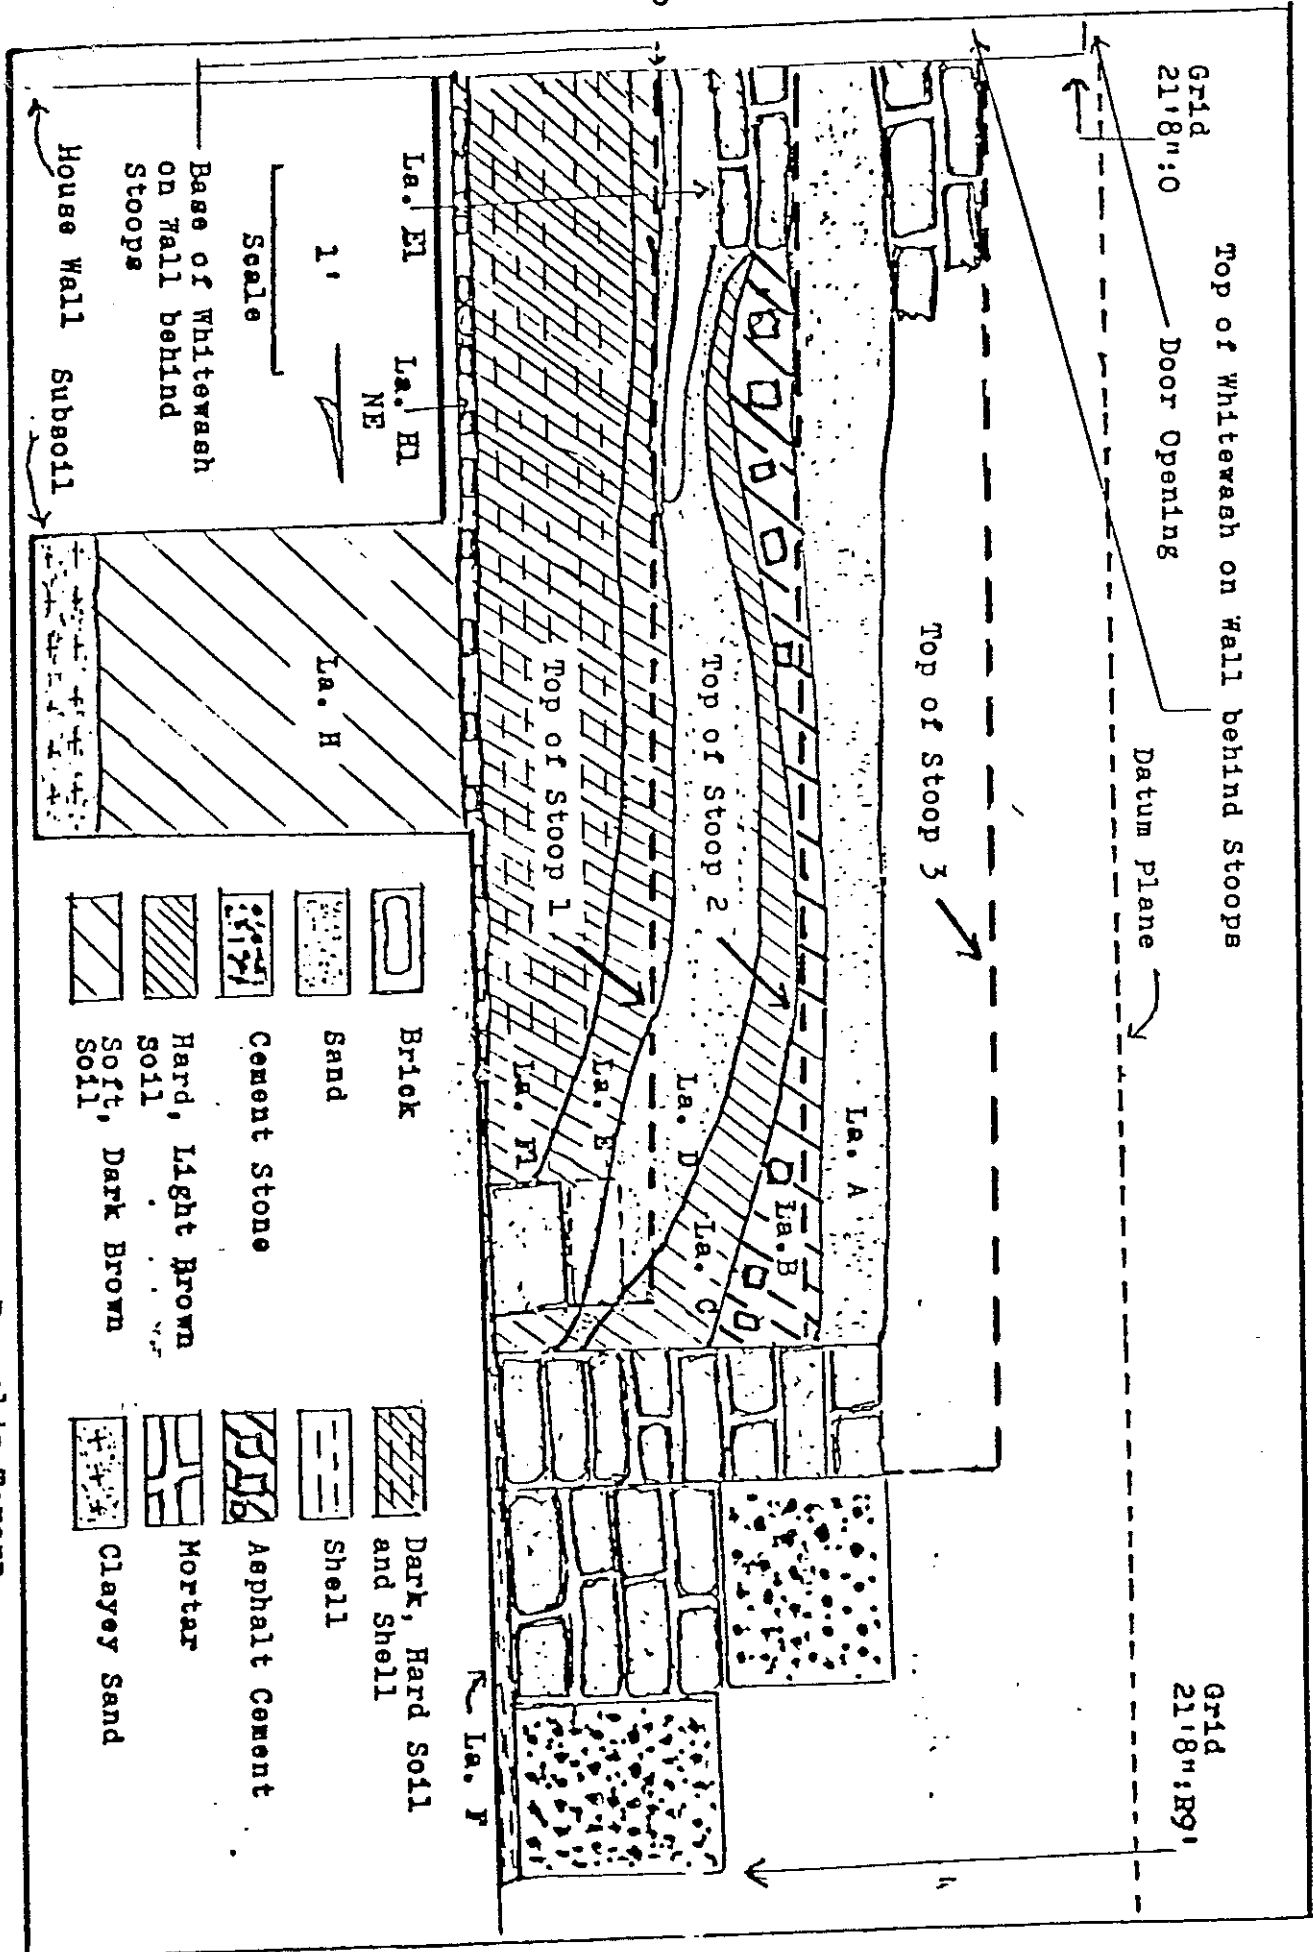 Grid
21'8":0
Top of Whitewash on Wall behind Stoops
Door Opening
Datum Plane
Grid
21'8":R9'
Top of Stoop 3
La. A
La. B
Top of Stoop 2
La. C
La. D
Top of Stoop 1
La. E
La. F1
La. F
La. E1
La. H1
NE
1'
Scale
Base of Whitewash
on Wall behind
Stoops
House Wall
Subsoil
La. H
Brick
Sand
Cement Stone
Hard, Light Brown
Soil
Soft, Dark Brown
Soil
Dark, Hard Soil
and Shell
Shell
Asphalt Cement
Mortar
Clayey Sand